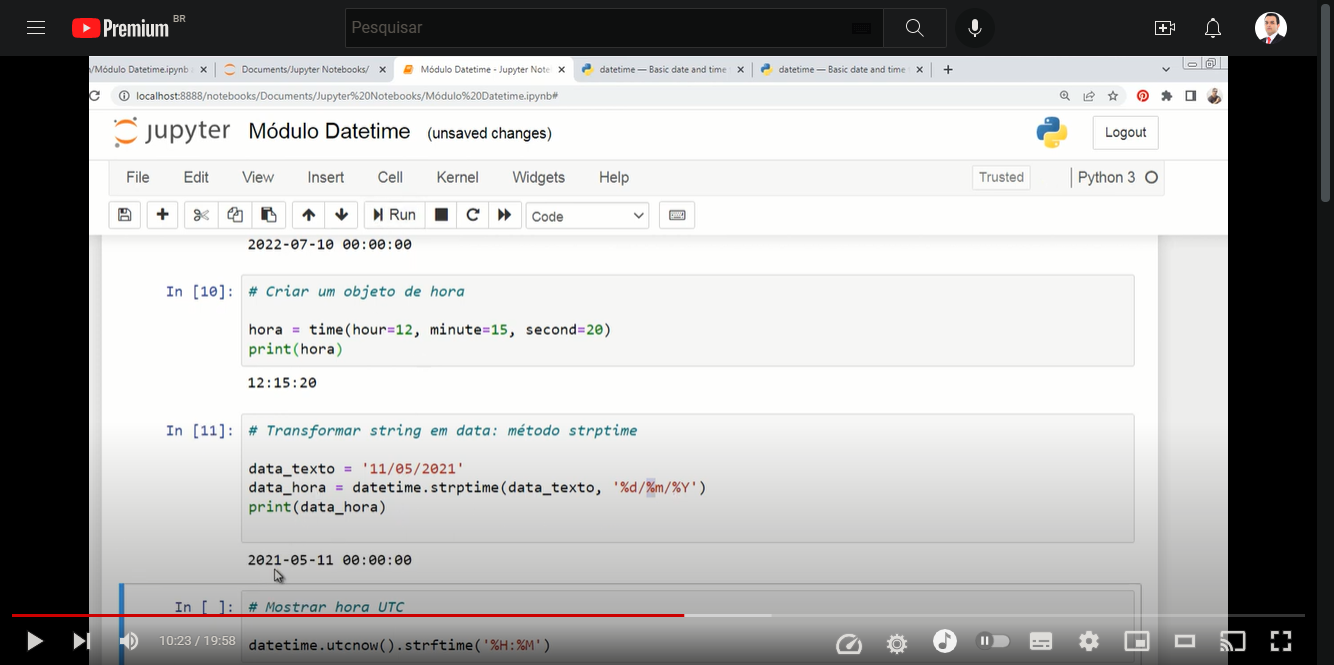 Premium BR
Pesquisar
/Módulo Datetime.ipynb
Documents/Jupyter Notebooks/
Módulo Datetime - Jupyter Note
datetime — Basic date and time
datetime — Basic date and time
localhost:8888/notebooks/Documents/Jupyter%20Notebooks/Módulo%20Datetime.ipynb#
jupyter Módulo Datetime (unsaved changes)
Logout
File Edit View Insert Cell Kernel Widgets Help Trusted Python 3
Run Code
2022-07-10 00:00:00
In [10]: # Criar um objeto de hora
hora = time(hour=12, minute=15, second=20)
print(hora)
12:15:20
In [11]: # Transformar string em data: método strptime
data_texto = '11/05/2021'
data_hora = datetime.strptime(data_texto, '%d/%m/%Y')
print(data_hora)
2021-05-11 00:00:00
In [ ]: # Mostrar hora UTC
datetime.utcnow().strftime('%H:%M')
10:23 / 19:58